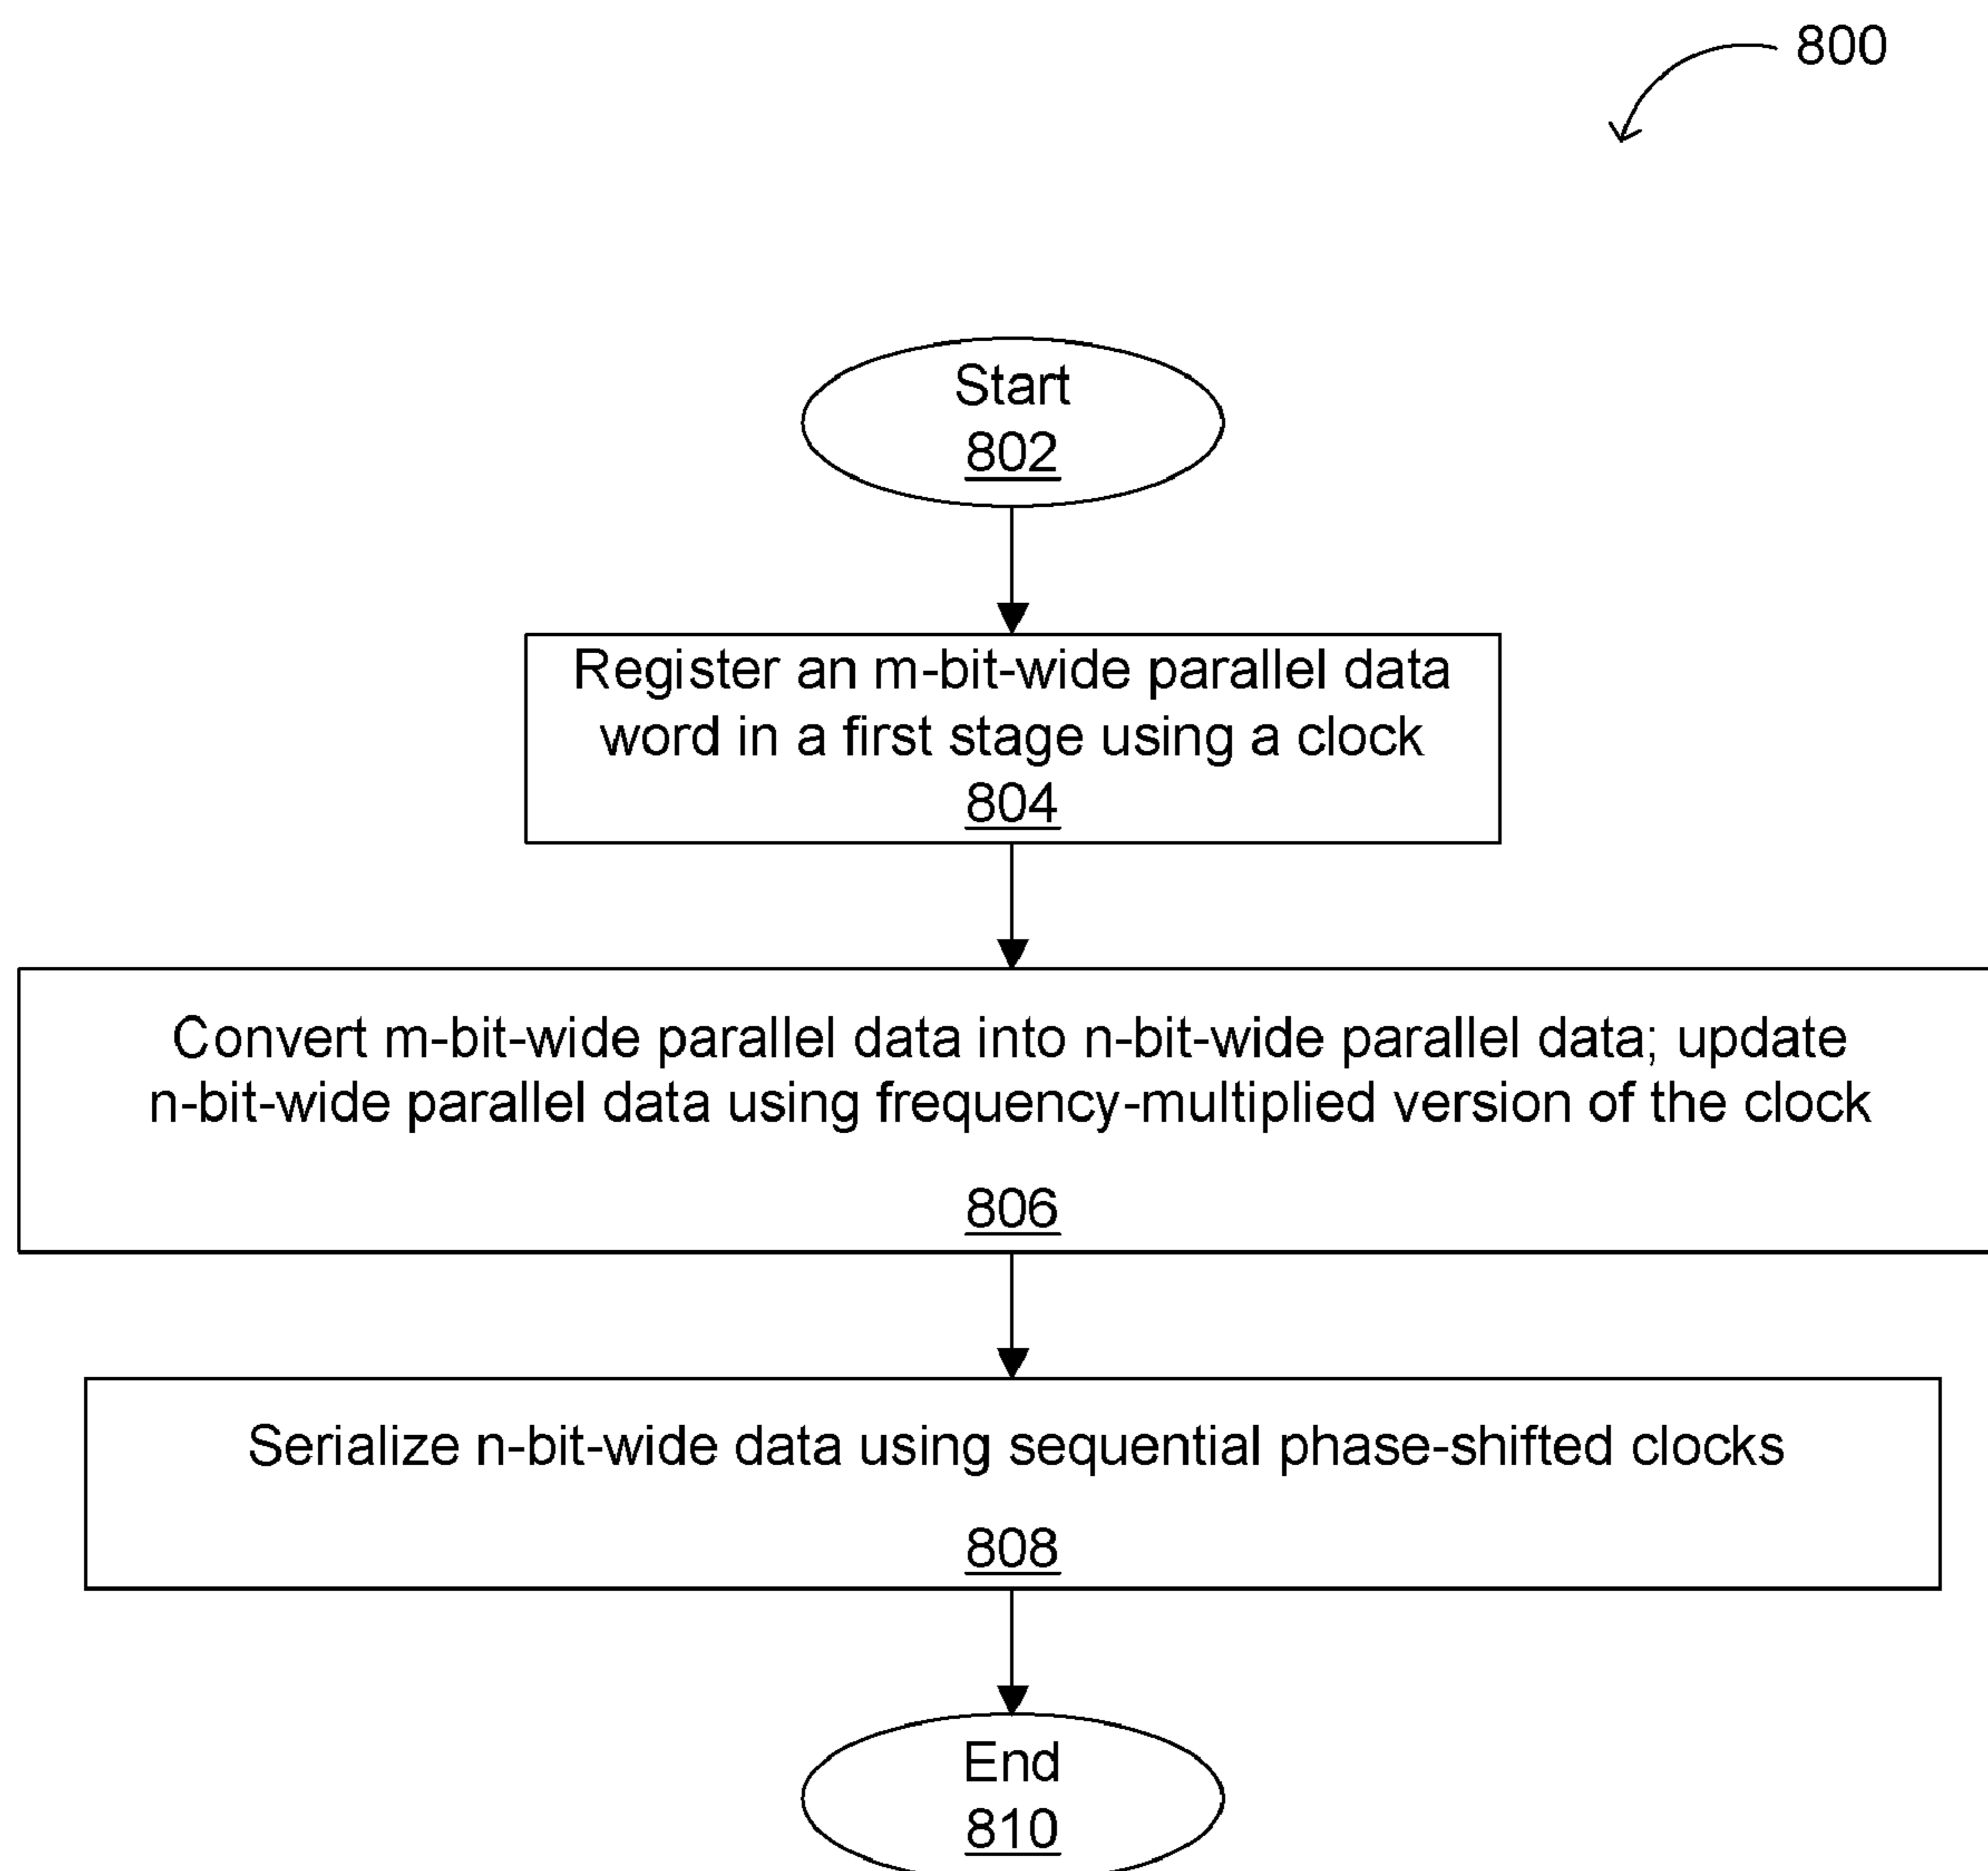 800
Start
802
Register an m-bit-wide parallel data
word in a first stage using a clock
804
Convert m-bit-wide parallel data into n-bit-wide parallel data; update
n-bit-wide parallel data using frequency-multiplied version of the clock
806
Serialize n-bit-wide data using sequential phase-shifted clocks
808
End
810